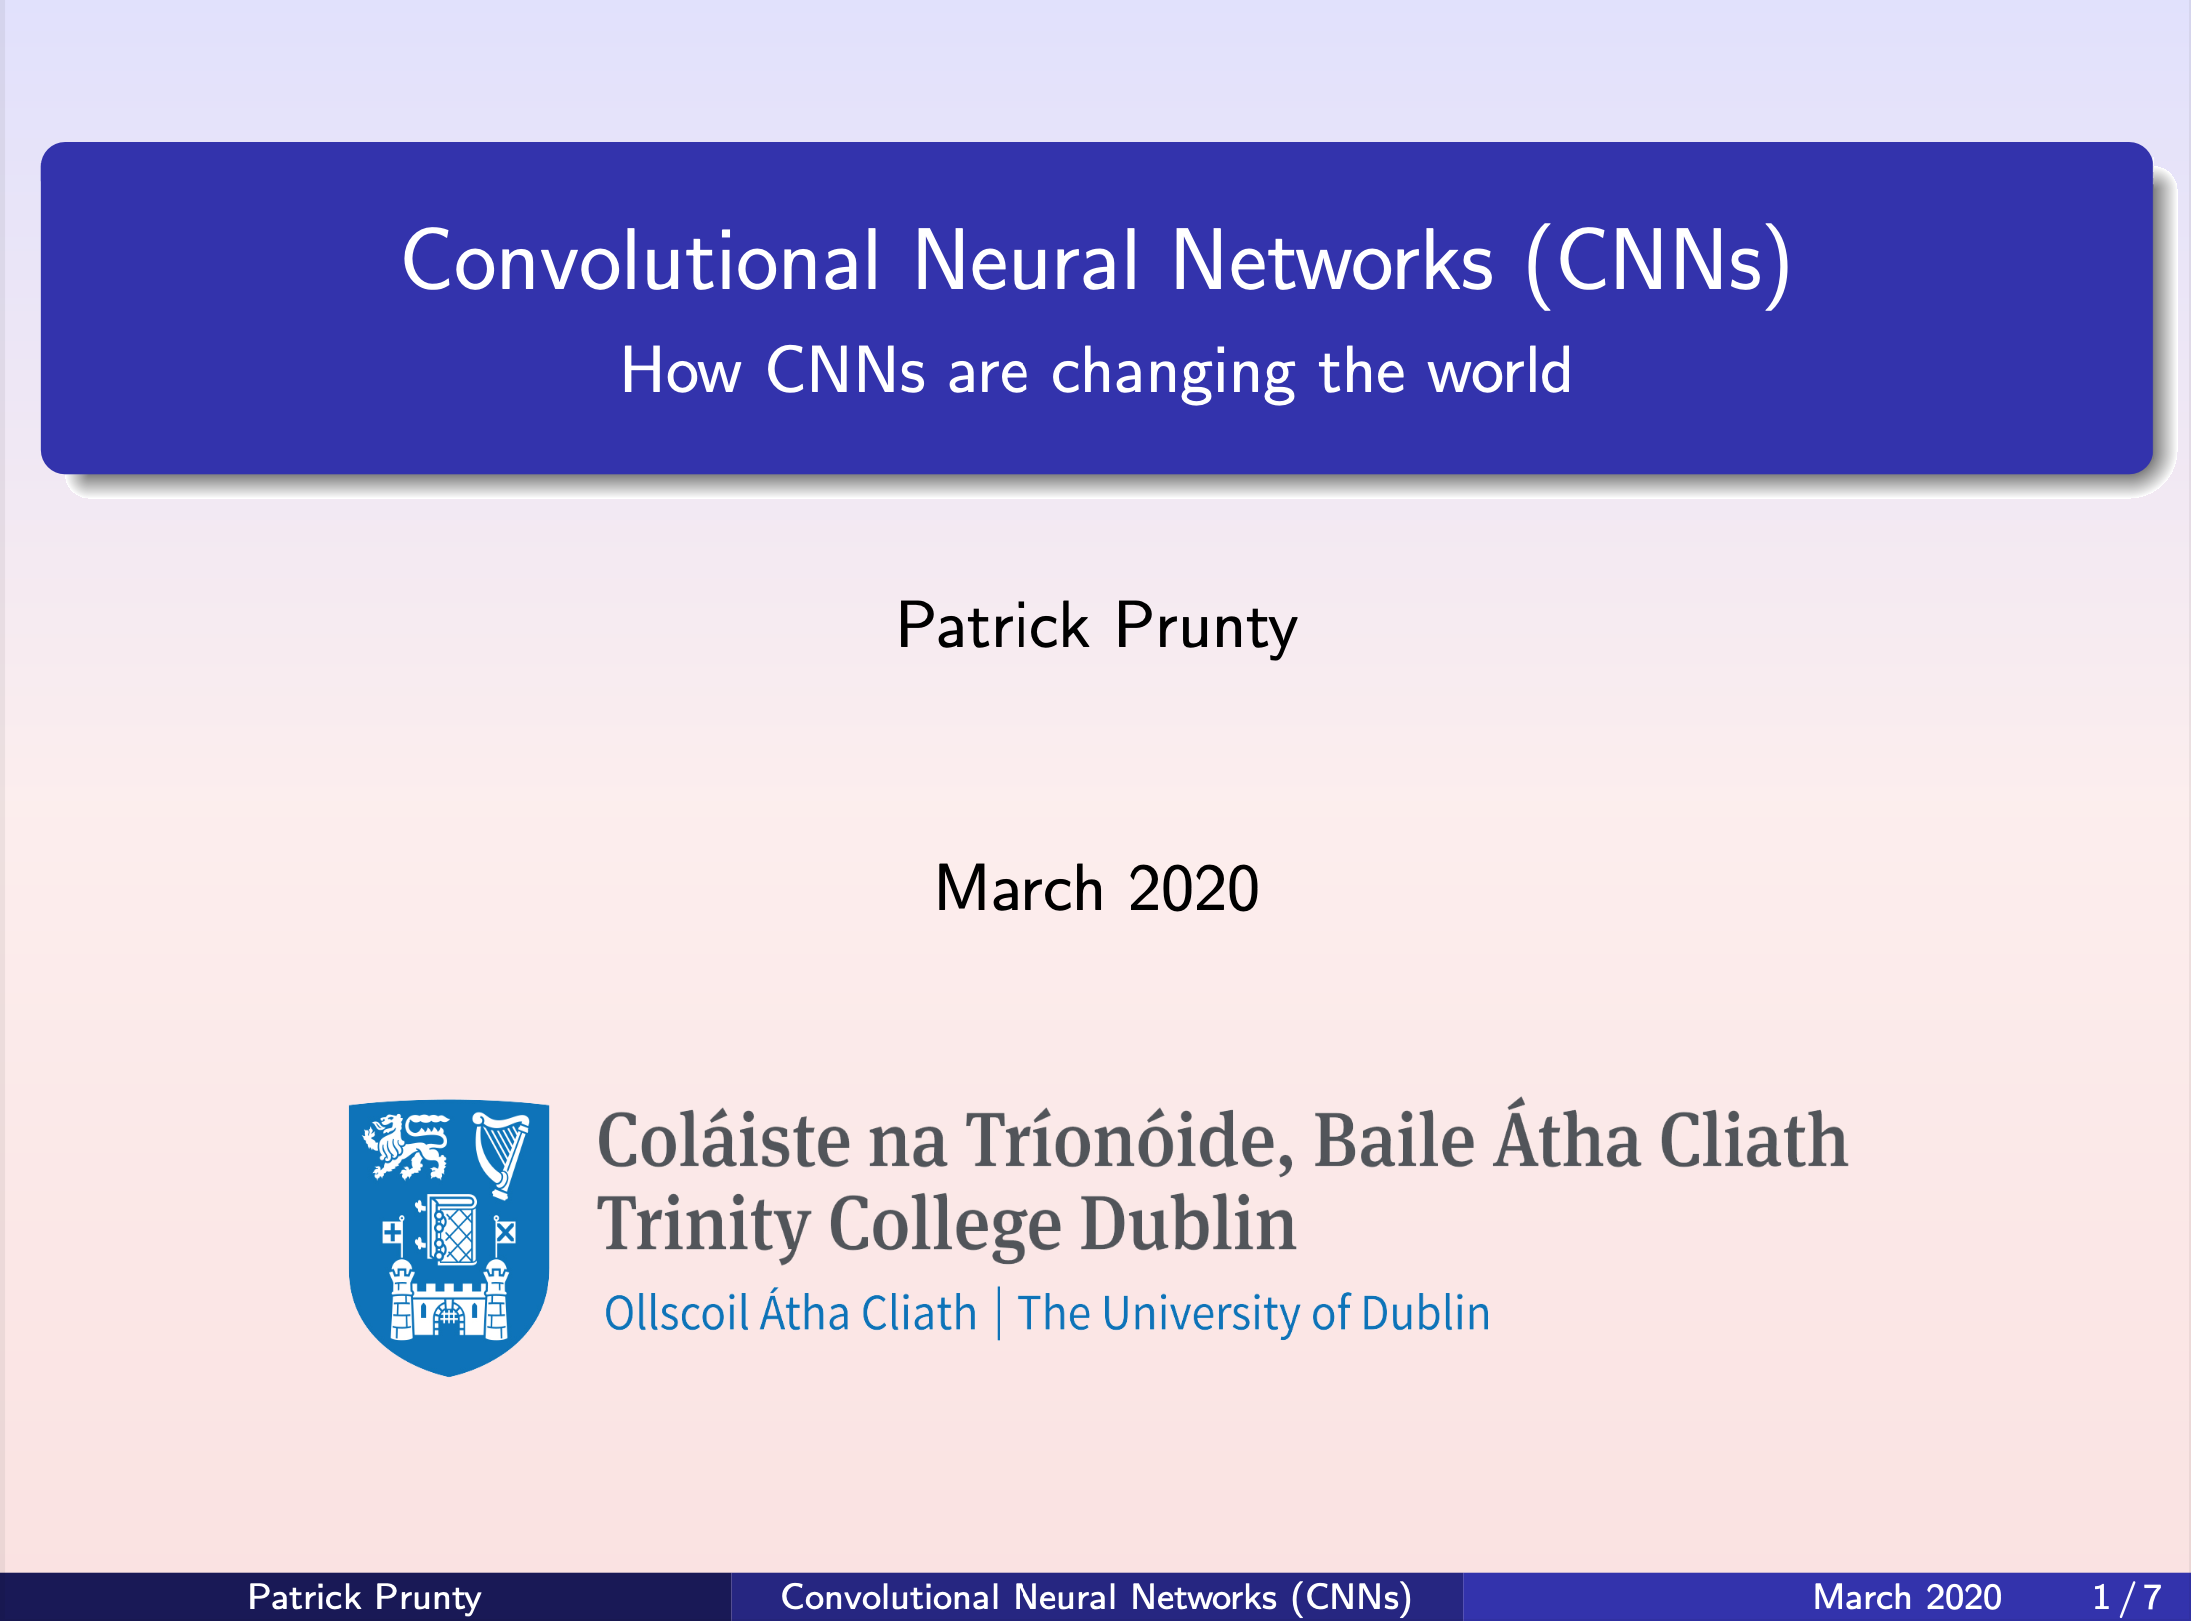 Convolutional Neural Networks (CNNs)
How CNNs are changing the world
Patrick Prunty
March 2020
Coláiste na Tríonóide, Baile Átha Cliath
Trinity College Dublin
Ollscoil Átha Cliath | The University of Dublin
Patrick Prunty Convolutional Neural Networks (CNNs) March 2020 1 / 7